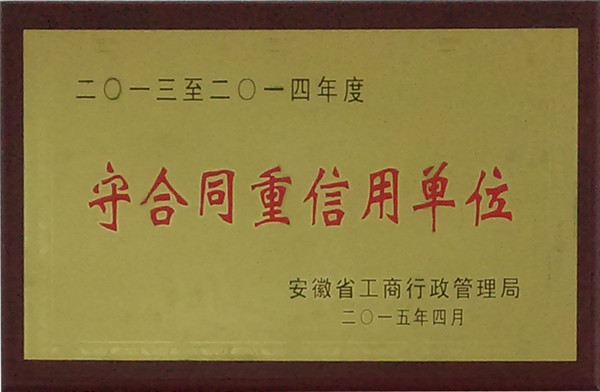 二〇一三至二〇一四年度
守合同重信用单位
安徽省工商行政管理局
二〇一五年四月